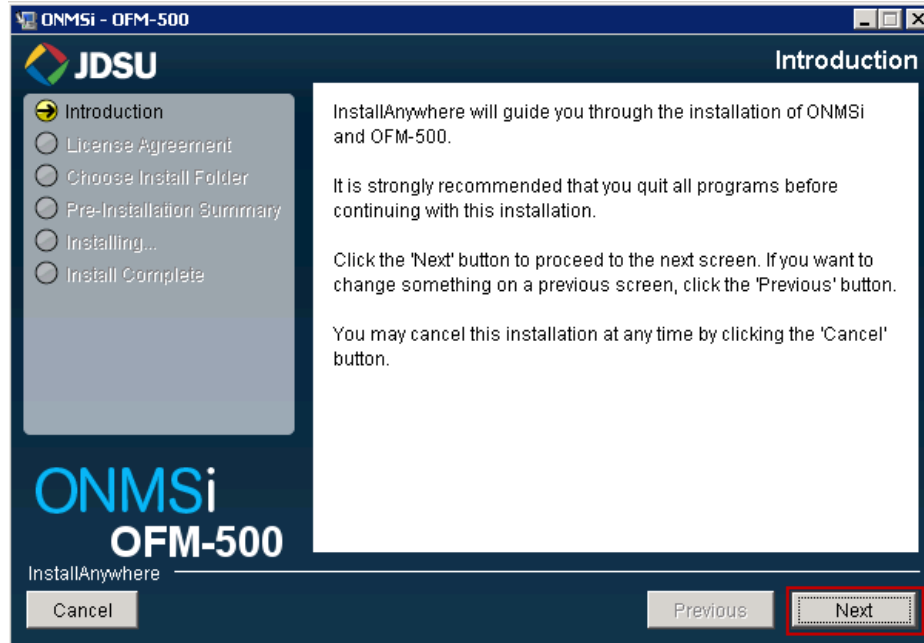 ONMSi - OFM-500
JDSU
Introduction
Introduction
License Agreement
Choose Install Folder
Pre-Installation Summary
Installing...
Install Complete
InstallAnywhere will guide you through the installation of ONMSi
and OFM-500.
It is strongly recommended that you quit all programs before
continuing with this installation.
Click the 'Next' button to proceed to the next screen. If you want to
change something on a previous screen, click the 'Previous' button.
You may cancel this installation at any time by clicking the 'Cancel'
button.
ONMSi
OFM-500
InstallAnywhere
Cancel
Previous
Next